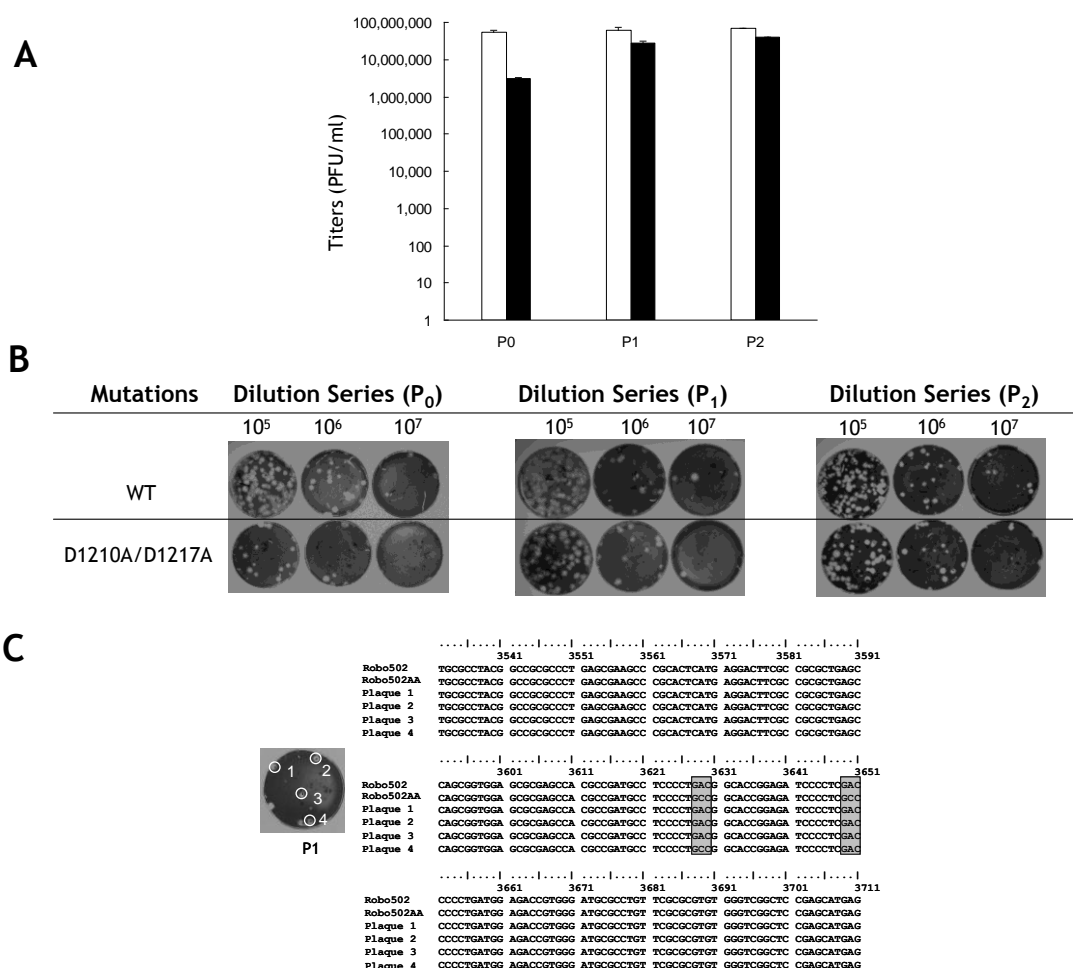 A
Titers (PFU/ml)
100,000,000
10,000,000
1,000,000
100,000
10,000
1,000
100
10
1
P0 P1 P2
B
Mutations Dilution Series (P0) Dilution Series (P1) Dilution Series (P2)
10⁵ 10⁶ 10⁷ 10⁵ 10⁶ 10⁷ 10⁵ 10⁶ 10⁷
WT
D1210A/D1217A
C
3541 3551 3561 3571 3581 3591
Robo502 TGCGCCTACG GCCGCGCCCT GAGCGAAGCC CGCACTCATG AGGACTTCGC CGCGCTGAGC
Robo502AA TGCGCCTACG GCCGCGCCCT GAGCGAAGCC CGCACTCATG AGGACTTCGC CGCGCTGAGC
Plaque 1 TGCGCCTACG GCCGCGCCCT GAGCGAAGCC CGCACTCATG AGGACTTCGC CGCGCTGAGC
Plaque 2 TGCGCCTACG GCCGCGCCCT GAGCGAAGCC CGCACTCATG AGGACTTCGC CGCGCTGAGC
Plaque 3 TGCGCCTACG GCCGCGCCCT GAGCGAAGCC CGCACTCATG AGGACTTCGC CGCGCTGAGC
Plaque 4 TGCGCCTACG GCCGCGCCCT GAGCGAAGCC CGCACTCATG AGGACTTCGC CGCGCTGAGC
1 2
3
4
P1
3601 3611 3621 3631 3641 3651
Robo502 CAGCGGTGGA GCGCGAGCCA CGCCGATGCC TCCCCTGACG GCACCGGAGA TCCCCTCGAC
Robo502AA CAGCGGTGGA GCGCGAGCCA CGCCGATGCC TCCCCTGCCG GCACCGGAGA TCCCCTCGCC
Plaque 1 CAGCGGTGGA GCGCGAGCCA CGCCGATGCC TCCCCTGACG GCACCGGAGA TCCCCTCGAC
Plaque 2 CAGCGGTGGA GCGCGAGCCA CGCCGATGCC TCCCCTGACG GCACCGGAGA TCCCCTCGAC
Plaque 3 CAGCGGTGGA GCGCGAGCCA CGCCGATGCC TCCCCTGACG GCACCGGAGA TCCCCTCGAC
Plaque 4 CAGCGGTGGA GCGCGAGCCA CGCCGATGCC TCCCCTGCCG GCACCGGAGA TCCCCTCGAC
3661 3671 3681 3691 3701 3711
Robo502 CCCCTGATGG AGACCGTGGG ATGCGCCTGT TCGCGCGTGT GGGTCGGCTC CGAGCATGAG
Robo502AA CCCCTGATGG AGACCGTGGG ATGCGCCTGT TCGCGCGTGT GGGTCGGCTC CGAGCATGAG
Plaque 1 CCCCTGATGG AGACCGTGGG ATGCGCCTGT TCGCGCGTGT GGGTCGGCTC CGAGCATGAG
Plaque 2 CCCCTGATGG AGACCGTGGG ATGCGCCTGT TCGCGCGTGT GGGTCGGCTC CGAGCATGAG
Plaque 3 CCCCTGATGG AGACCGTGGG ATGCGCCTGT TCGCGCGTGT GGGTCGGCTC CGAGCATGAG
Plaque 4 CCCCTGATGG AGACCGTGGG ATGCGCCTGT TCGCGCGTGT GGGTCGGCTC CGAGCATGAG